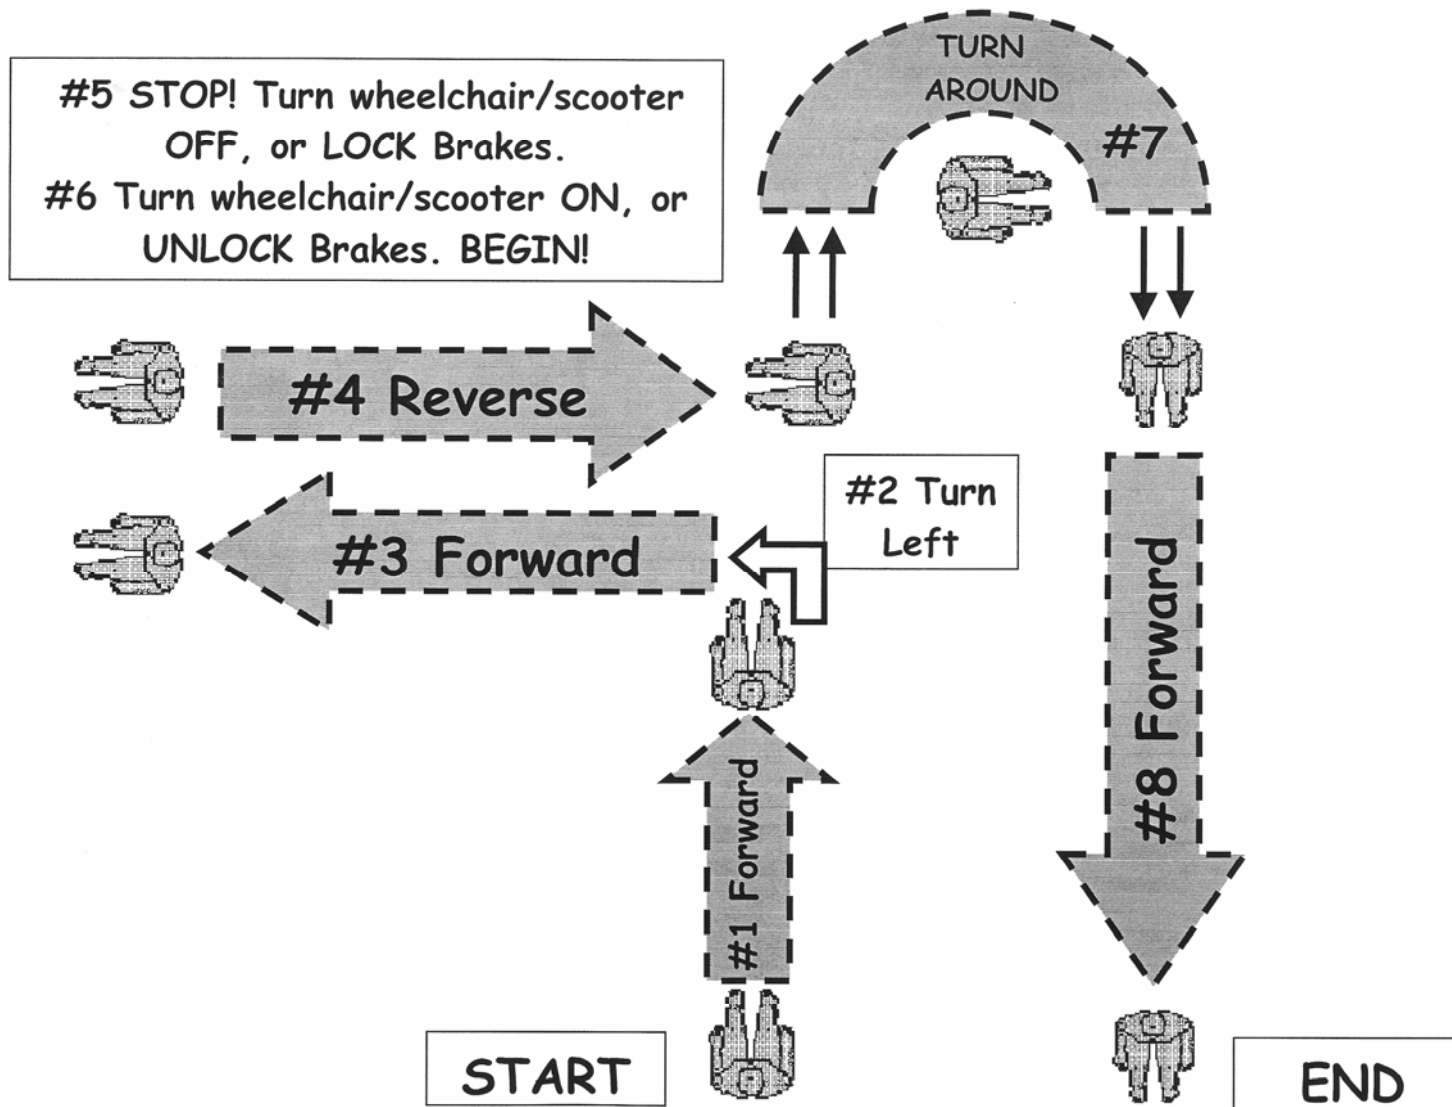 #5 STOP! Turn wheelchair/scooter
OFF, or LOCK Brakes.
#6 Turn wheelchair/scooter ON, or
UNLOCK Brakes. BEGIN!
TURN
AROUND
#7
#4 Reverse
#2 Turn
Left
#3 Forward
#1 Forward
#8 Forward
START
END